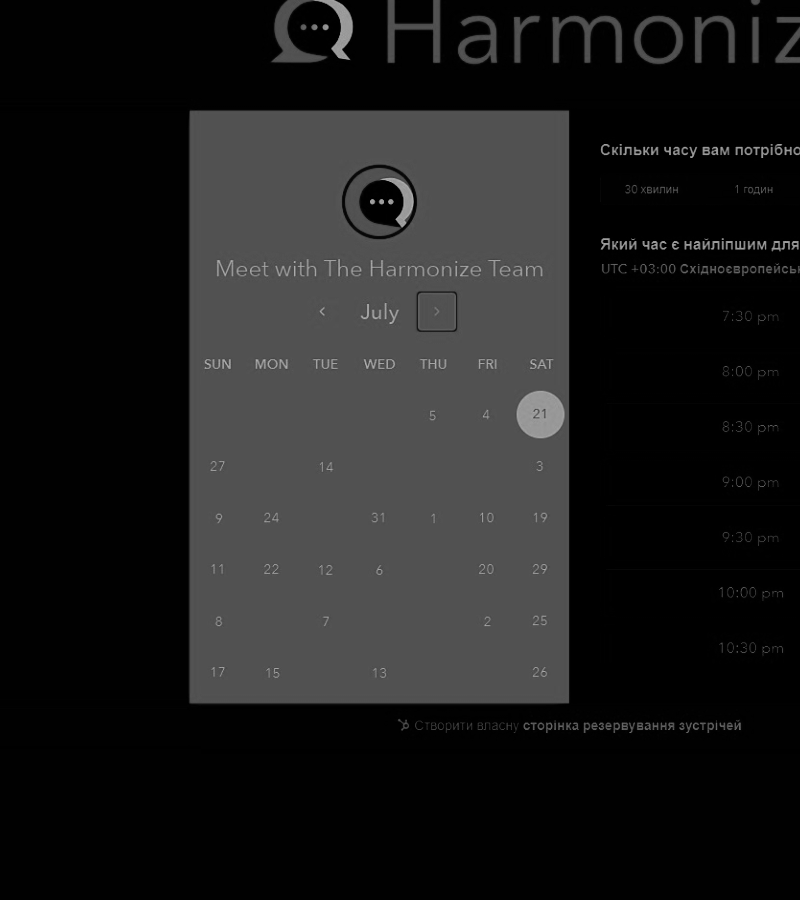 Harmoniz
Meet with The Harmonize Team
July
SUN MON TUE WED THU FRI SAT
5 4 21
27 14 3
9 24 31 1 10 19
11 22 12 6 20 29
8 7 2 25
17 15 13 26
Скільки часу вам потрібно
30 хвилин 1 годин
Який час є найліпшим для
UTC +03:00 Східноєвропейсь
7:30 pm
8:00 pm
8:30 pm
9:00 pm
9:30 pm
10:00 pm
10:30 pm
Створити власну сторінка резервування зустрічей